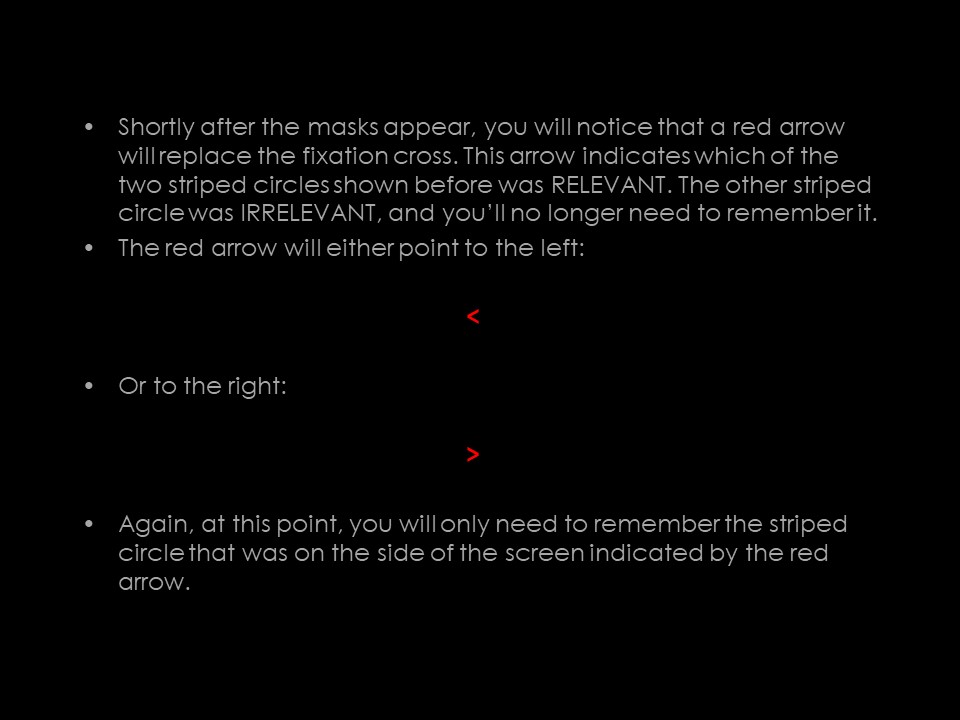 • Shortly after the masks appear, you will notice that a red arrow
will replace the fixation cross. This arrow indicates which of the
two striped circles shown before was RELEVANT. The other striped
circle was IRRELEVANT, and you’ll no longer need to remember it.
• The red arrow will either point to the left:
<
• Or to the right:
>
• Again, at this point, you will only need to remember the striped
circle that was on the side of the screen indicated by the red
arrow.